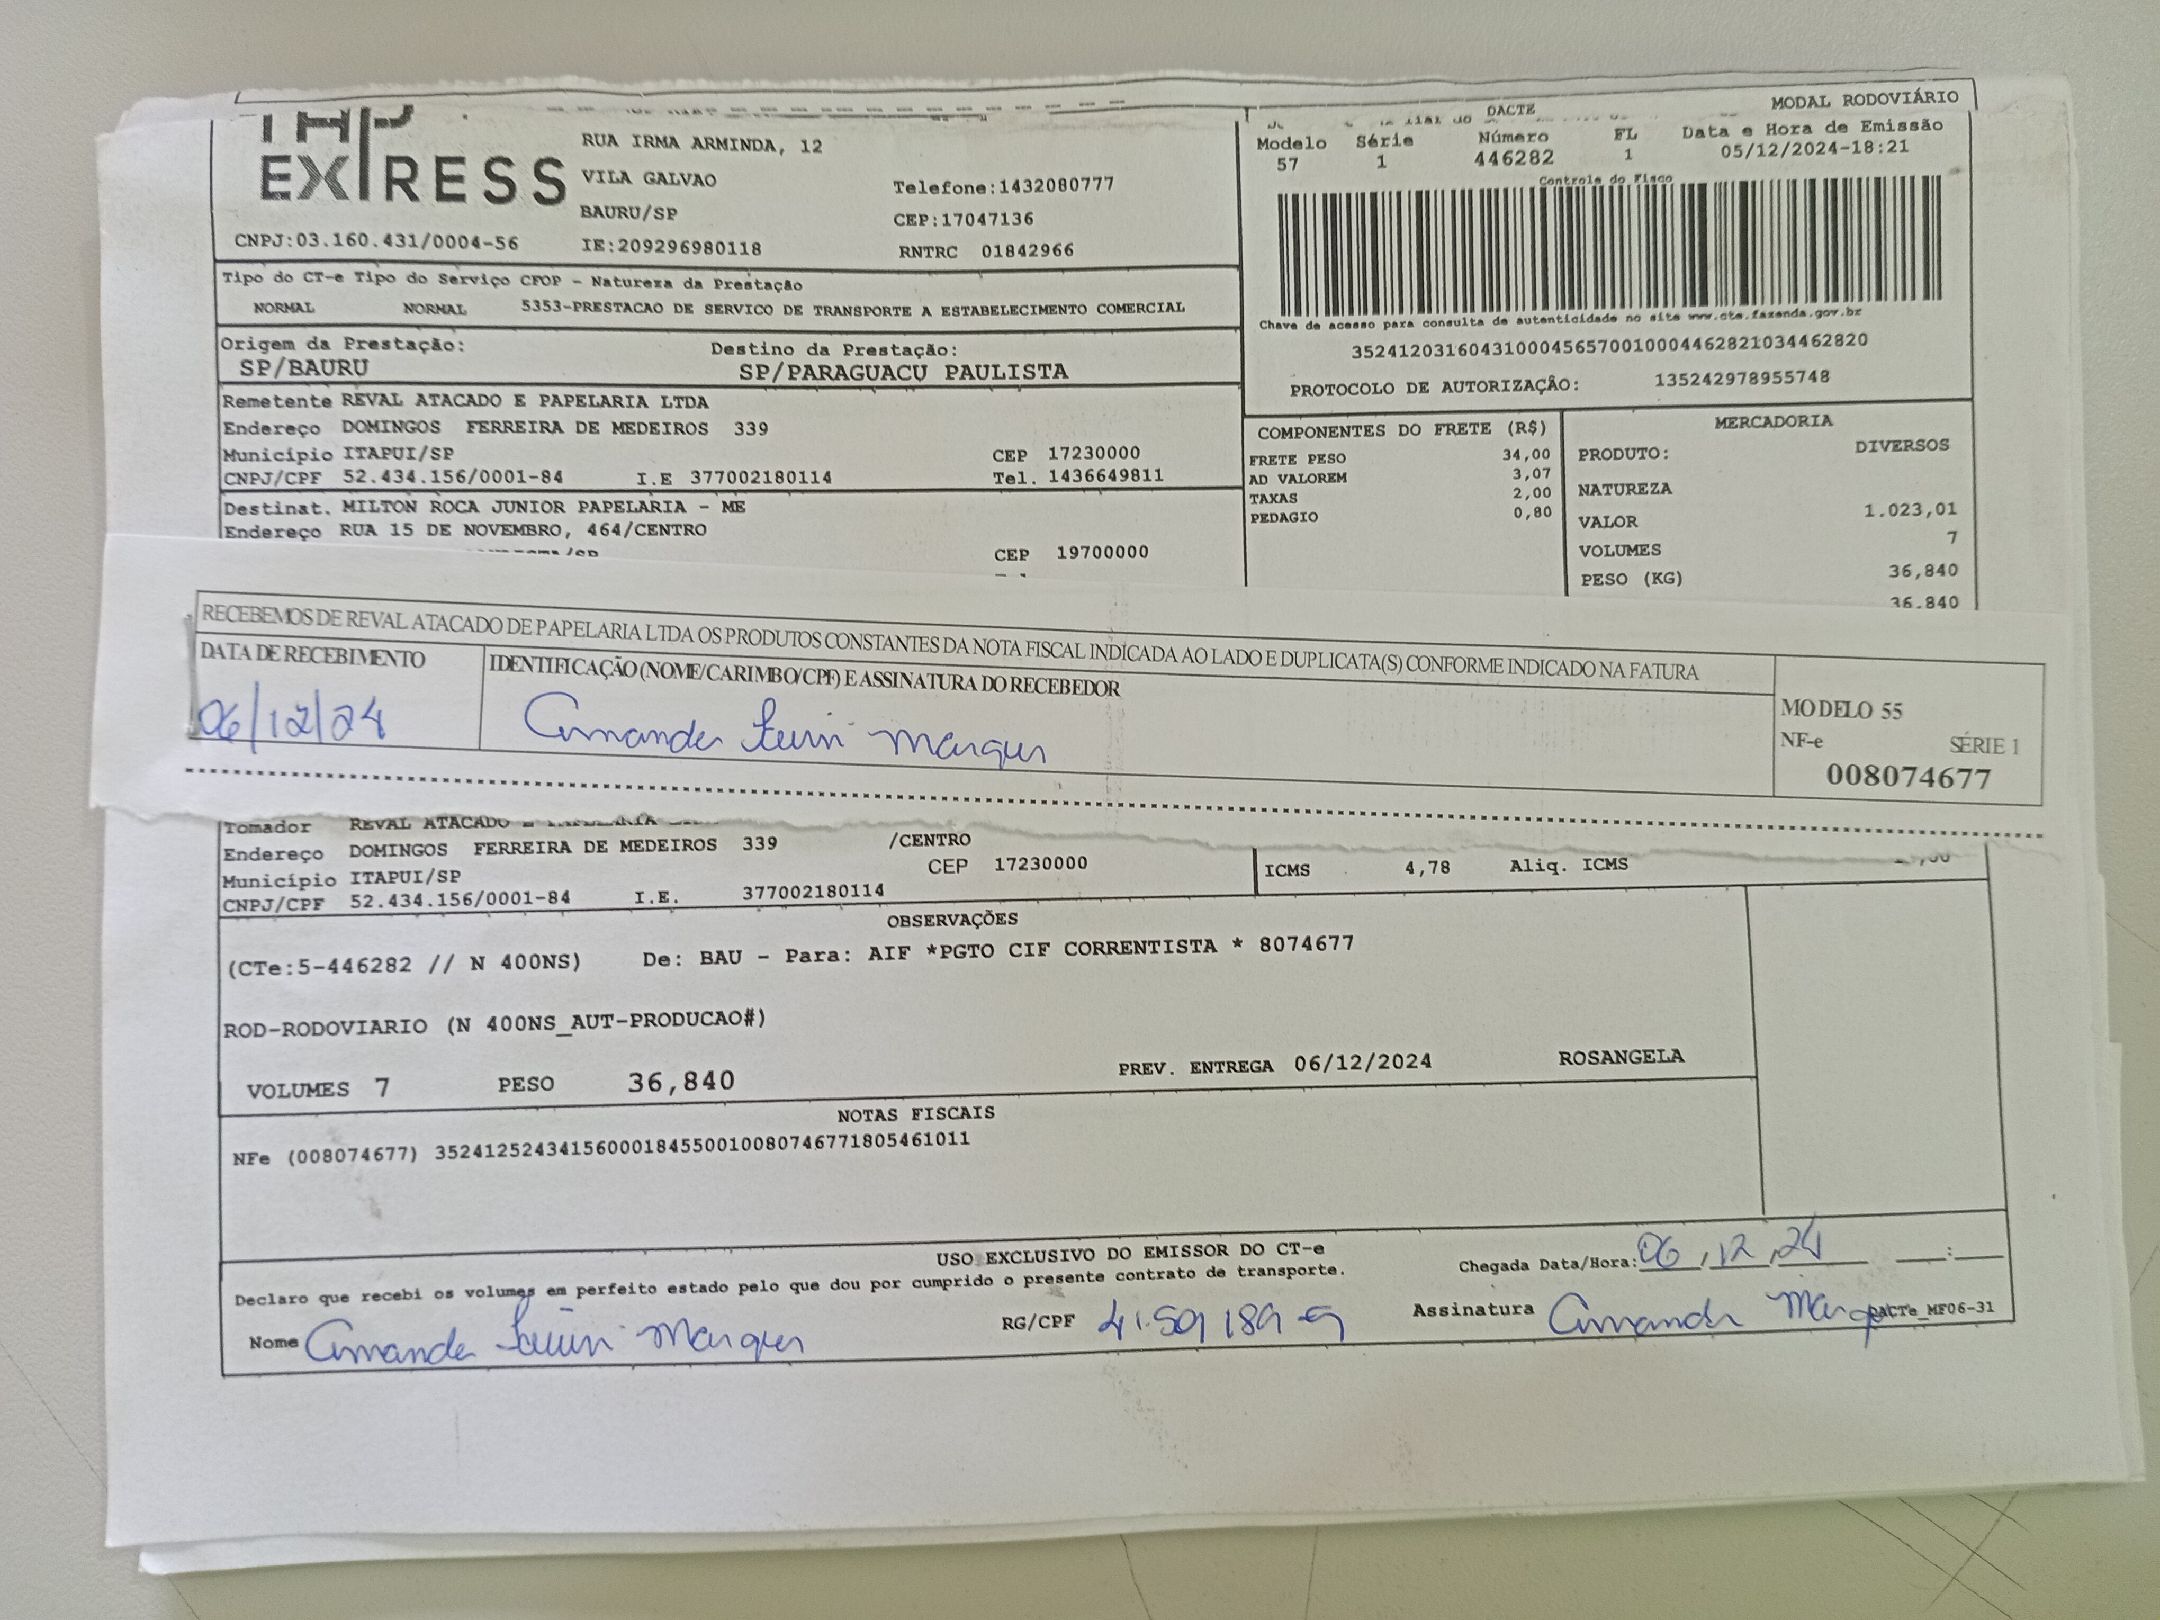 MODAL RODOVIÁRIO
DACTE
EXPRESS
RUA IRMA ARMINDA, 12
VILA GALVAO
BAURU/SP
Telefone:1432080777
CEP:17047136
CNPJ:03.160.431/0004-56
IE:209296980118
RNTRC 01842966
Modelo Série Número FL Data e Hora de Emissão
57 1 446282 1 05/12/2024-18:21
Controle do Fisco
Chave de acesso para consulta de autenticidade no site www.cte.fazenda.gov.br
35241203160431000456570010004462821034462820
PROTOCOLO DE AUTORIZAÇÃO: 135242978955748
Tipo do CT-e Tipo do Serviço CFOP - Natureza da Prestação
NORMAL NORMAL 5353-PRESTACAO DE SERVICO DE TRANSPORTE A ESTABELECIMENTO COMERCIAL
Origem da Prestação: Destino da Prestação:
SP/BAURU SP/PARAGUACU PAULISTA
Remetente REVAL ATACADO E PAPELARIA LTDA
Endereço DOMINGOS FERREIRA DE MEDEIROS 339
Município ITAPUI/SP CEP 17230000
CNPJ/CPF 52.434.156/0001-84 I.E 377002180114 Tel. 1436649811
Destinat. MILTON ROCA JUNIOR PAPELARIA - ME
Endereço RUA 15 DE NOVEMBRO, 464/CENTRO
CEP 19700000
COMPONENTES DO FRETE (R$)
FRETE PESO 34,00
AD VALOREM 3,07
TAXAS 2,00
PEDAGIO 0,80
MERCADORIA
PRODUTO: DIVERSOS
NATUREZA
VALOR 1.023,01
VOLUMES 7
PESO (KG) 36,840
36,840
RECEBEMOS DE REVAL ATACADO DE PAPELARIA LTDA OS PRODUTOS CONSTANTES DA NOTA FISCAL INDICADA AO LADO E DUPLICATA(S) CONFORME INDICADO NA FATURA
DATA DE RECEBIMENTO
IDENTIFICAÇÃO (NOME/CARIMBO/CPF) E ASSINATURA DO RECEBEDOR
06/12/24
Amanda Marques
MODELO 55
NF-e SÉRIE 1
008074677
Tomador REVAL ATACADO
Endereço DOMINGOS FERREIRA DE MEDEIROS 339 /CENTRO
Município ITAPUI/SP CEP 17230000
CNPJ/CPF 52.434.156/0001-84 I.E. 377002180114
ICMS 4,78 Aliq. ICMS
OBSERVAÇÕES
(CTe:5-446282 // N 400NS) De: BAU - Para: AIF *PGTO CIF CORRENTISTA * 8074677
ROD-RODOVIARIO (N 400NS_AUT-PRODUCAO#)
VOLUMES 7 PESO 36,840 PREV. ENTREGA 06/12/2024 ROSANGELA
NOTAS FISCAIS
NFe (008074677) 35241252434156000184550010080746771805461011
USO EXCLUSIVO DO EMISSOR DO CT-e
Declaro que recebi os volumes em perfeito estado pelo que dou por cumprido o presente contrato de transporte.
Chegada Data/Hora: 06,12,24 :
Nome Amanda Marques
RG/CPF
Assinatura Amanda Marques
DACTe_MF06-31